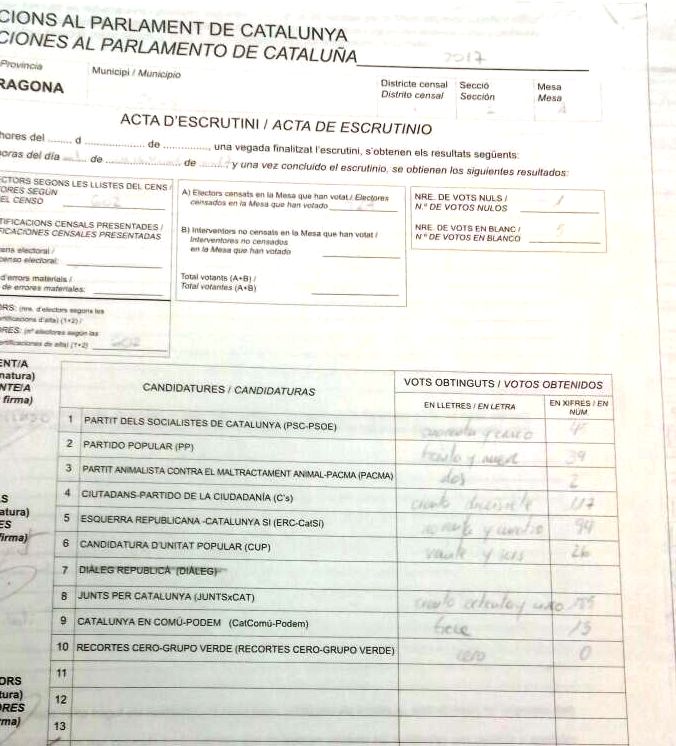 CIONS AL PARLAMENT DE CATALUNYA
CIONES AL PARLAMENTO DE CATALUÑA 2017
Provincia
Municipi / Municipio
RAGONA
Districte censal Secció Mesa
Distrito censal Sección Mesa
A
ACTA D'ESCRUTINI / ACTA DE ESCRUTINIO
hores del ........ d .................... de .............., una vegada finalitzat l'escrutini, s'obtenen els resultats següents:
horas del día de de y una vez concluido el escrutinio, se obtienen los siguientes resultados:
ECTORS SEGONS LES LLISTES DEL CENS /
TORES SEGÚN
EL CENSO 602
A) Electors censats en la Mesa que han votat / Electores
censados en la Mesa que han votado
NRE. DE VOTS NULS / 1
N.º DE VOTOS NULOS
TIFICACIONS CENSALS PRESENTADES /
FICACIONES CENSALES PRESENTADAS
B) Interventors no censats en la Mesa que han votat /
Interventores no censados
en la Mesa que han votado
NRE. DE VOTS EN BLANC / 5
N.º DE VOTOS EN BLANCO
cens electoral /
censo electoral:
d'errors materials /
de errores materiales:
Total votants (A+B) /
Total votantes (A+B)
ORS: (nre. d'electors segons les
rtificacions d'alta) (1+2) /
RES: (nº electores según las
ertificaciones de alta) (1+2) 602
ENT/A
natura)
NTE/A
firma)
CANDIDATURES / CANDIDATURAS
VOTS OBTINGUTS / VOTOS OBTENIDOS
EN LLETRES / EN LETRA
EN XIFRES / EN
NÚM
1 PARTIT DELS SOCIALISTES DE CATALUNYA (PSC-PSOE) cuarenta y cinco
2 PARTIDO POPULAR (PP) treinta y nueve 39
3 PARTIT ANIMALISTA CONTRA EL MALTRACTAMENT ANIMAL-PACMA (PACMA) dos 2
4 CIUTADANS-PARTIDO DE LA CIUDADANÍA (C's) ciento diecisiete 117
5 ESQUERRA REPUBLICANA -CATALUNYA SI (ERC-CatSí) noventa y cuatro
6 CANDIDATURA D'UNITAT POPULAR (CUP) veinte y seis 26
7 DIÀLEG REPUBLICÀ (DIÀLEG)
8 JUNTS PER CATALUNYA (JUNTSxCAT) ciento ochenta y
9 CATALUNYA EN COMÚ-PODEM (CatComú-Podem) trece 13
10 RECORTES CERO-GRUPO VERDE (RECORTES CERO-GRUPO VERDE) cero 0
11
12
13
S
atura)
ES
firma)
ORS
tura)
ORES
rma)